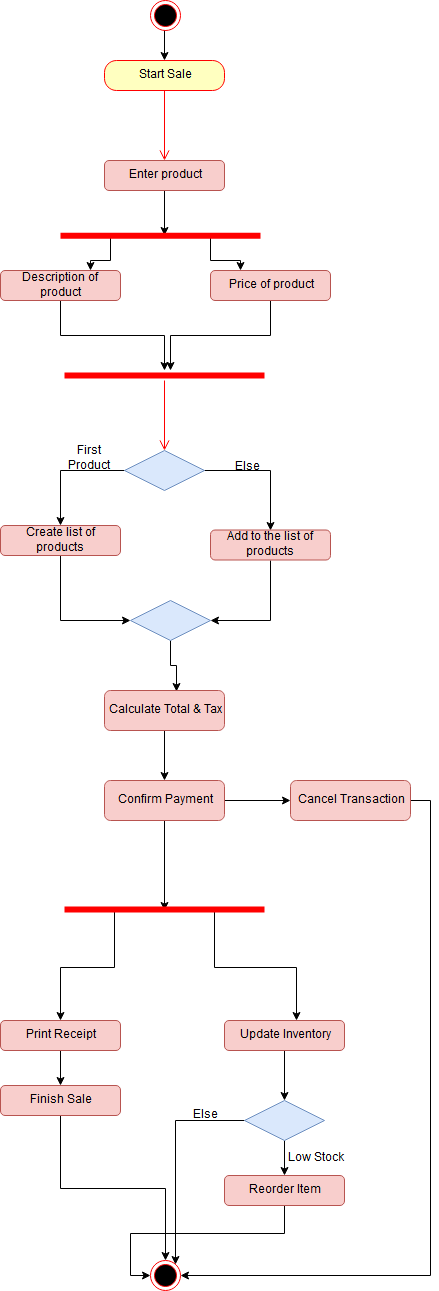 Start Sale
Enter product
Description of
product
Price of product
First
Product
Else
Create list of
products
Add to the list of
products
Calculate Total & Tax
Confirm Payment
Cancel Transaction
Print Receipt
Update Inventory
Finish Sale
Else
Low Stock
Reorder Item